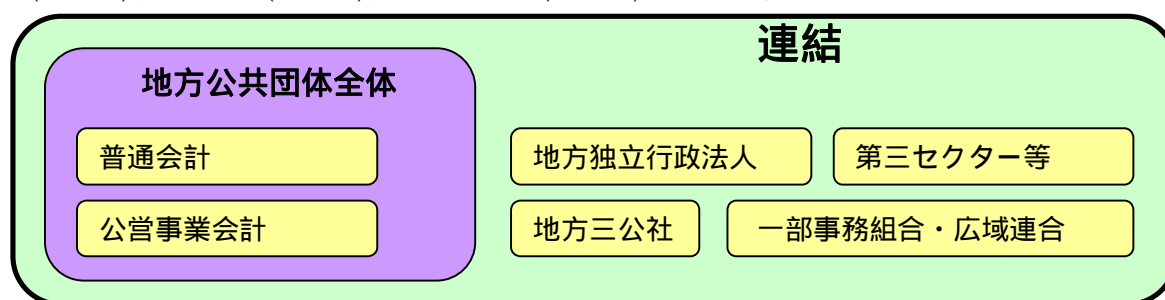 連結
地方公共団体全体
普通会計
地方独立行政法人
第三セクター等
公営事業会計
地方三公社
一部事務組合・広域連合